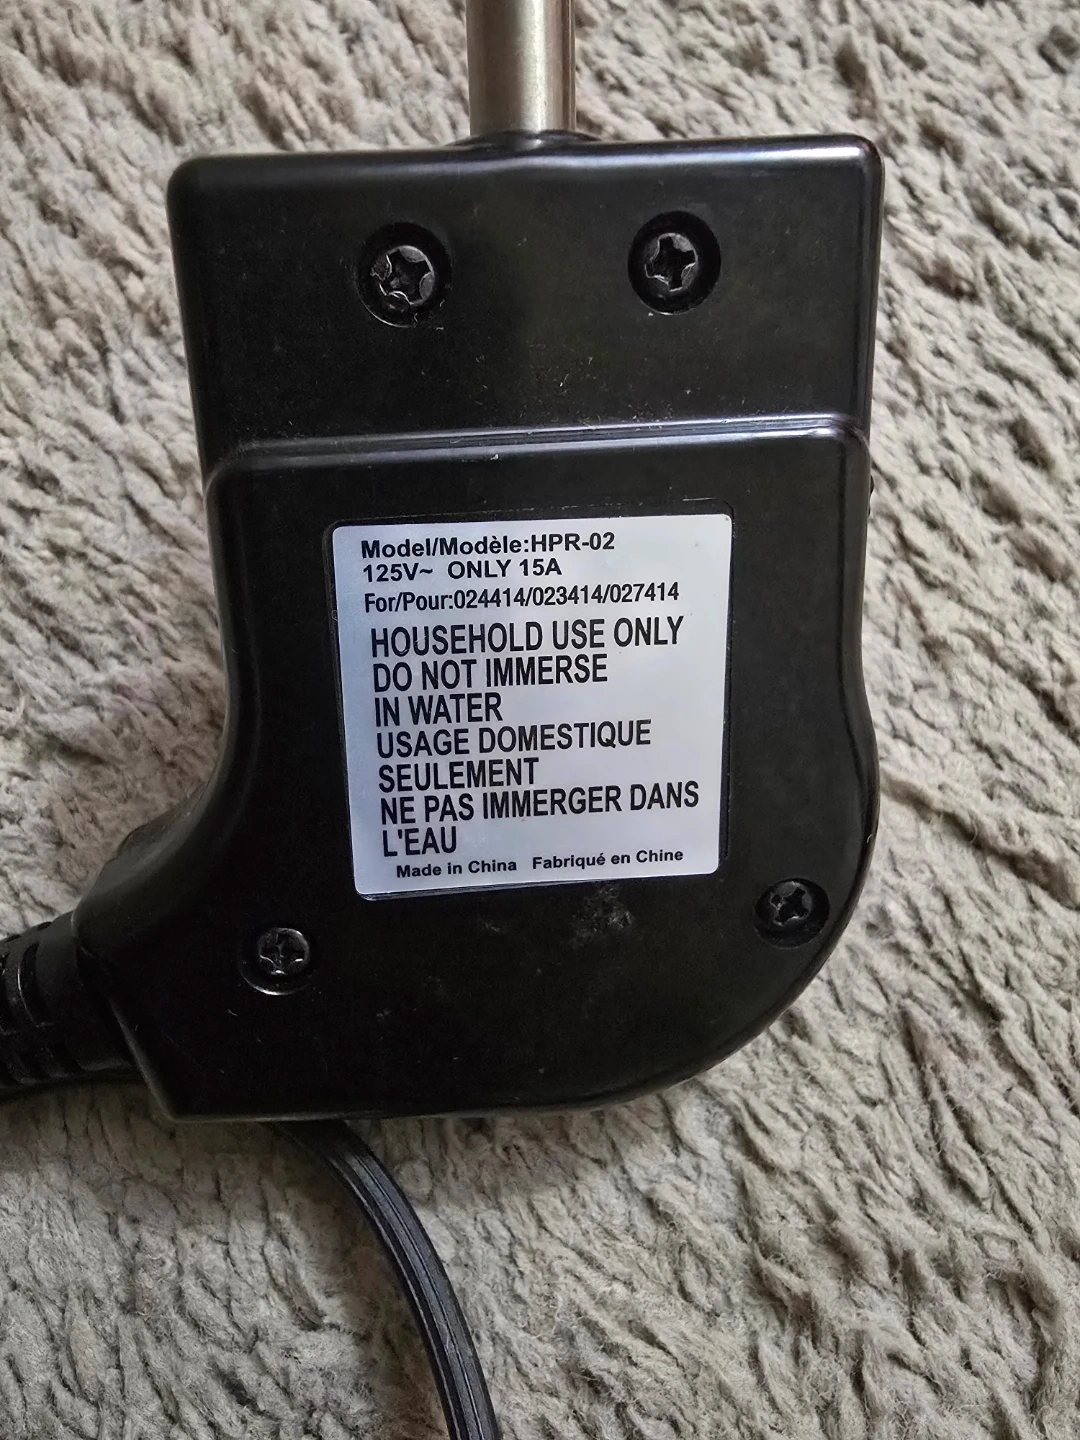 Model/Modèle:HPR-02
125V~ ONLY 15A
For/Pour:024414/023414/027414
HOUSEHOLD USE ONLY
DO NOT IMMERSE
IN WATER
USAGE DOMESTIQUE
SEULEMENT
NE PAS IMMERGER DANS
L'EAU
Made in China Fabriqué en Chine